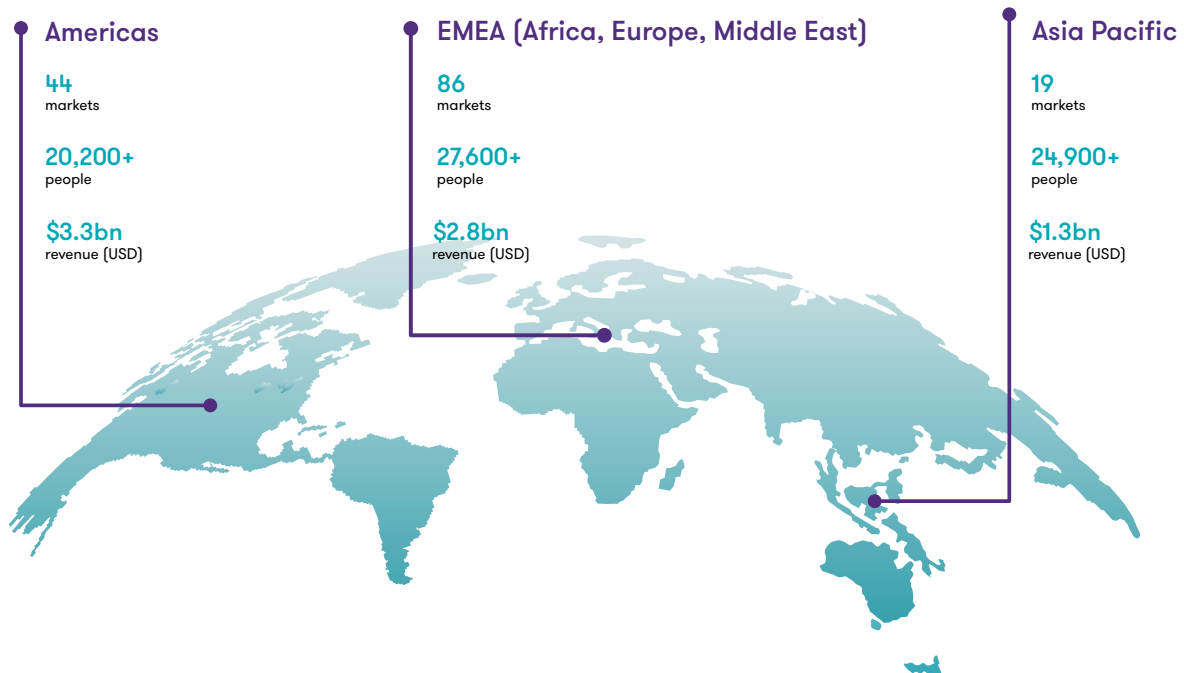 Americas
44
markets
20,200+
people
$3.3bn
revenue (USD)
EMEA (Africa, Europe, Middle East)
86
markets
27,600+
people
$2.8bn
revenue (USD)
Asia Pacific
19
markets
24,900+
people
$1.3bn
revenue (USD)